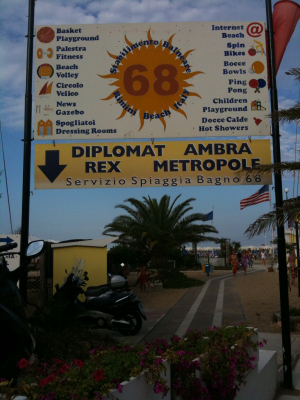 Basket
Playground
Palestra
Fitness
Beach
Volley
Circolo
Velico
News
Gazebo
Spogliatoi
Dressing Rooms
Stabilimento Balneare
68
Rimini Beach Italy
Internet @
Beach
Spin
Bikes
Bocce
Bowls
Ping
Pong
Children
Playground
Docce Calde
Hot Showers
DIPLOMAT AMBRA
REX METROPOLE
Servizio Spiaggia Bagno 68